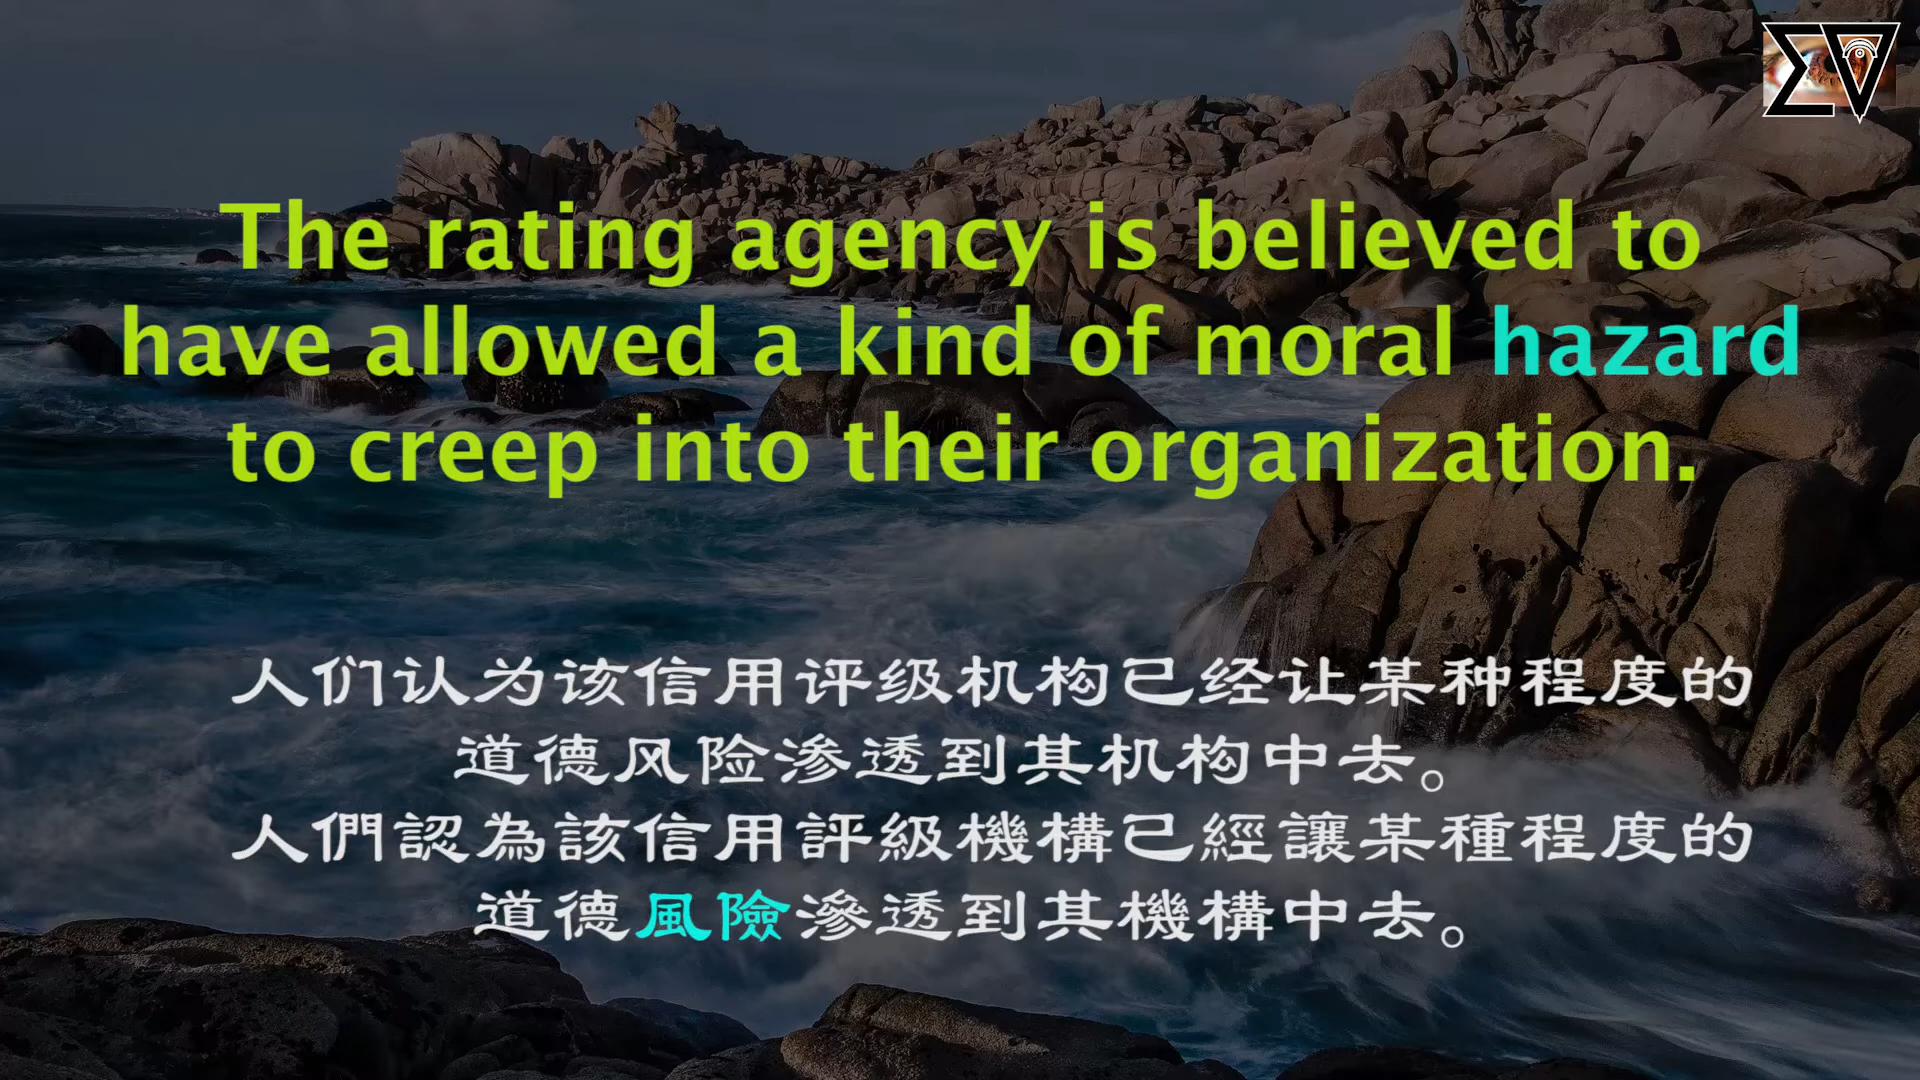 The rating agency is believed to
have allowed a kind of moral hazard
to creep into their organization.
人们认为该信用评级机构已经让某种程度的
道德风险渗透到其机构中去。
人們認為該信用評級機構已經讓某種程度的
道德風險滲透到其機構中去。